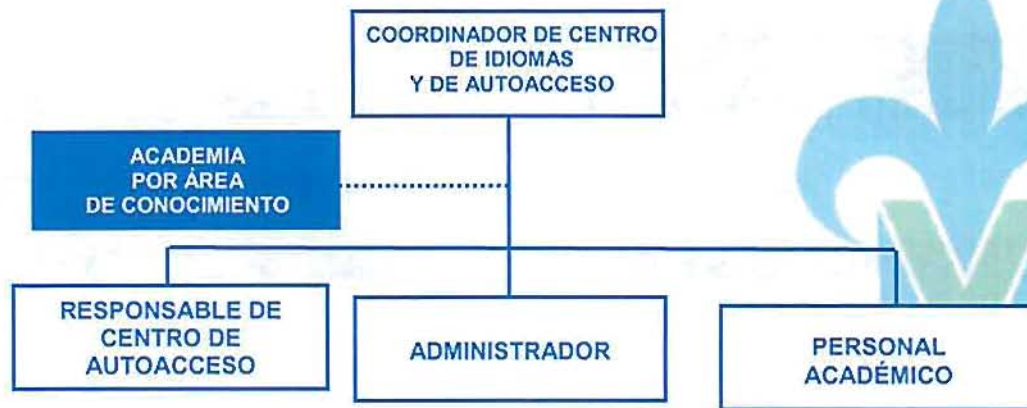 COORDINADOR DE CENTRO
DE IDIOMAS
Y DE AUTOACCESO
ACADEMIA
POR ÁREA
DE CONOCIMIENTO
RESPONSABLE DE
CENTRO DE
AUTOACCESO
ADMINISTRADOR
PERSONAL
ACADÉMICO